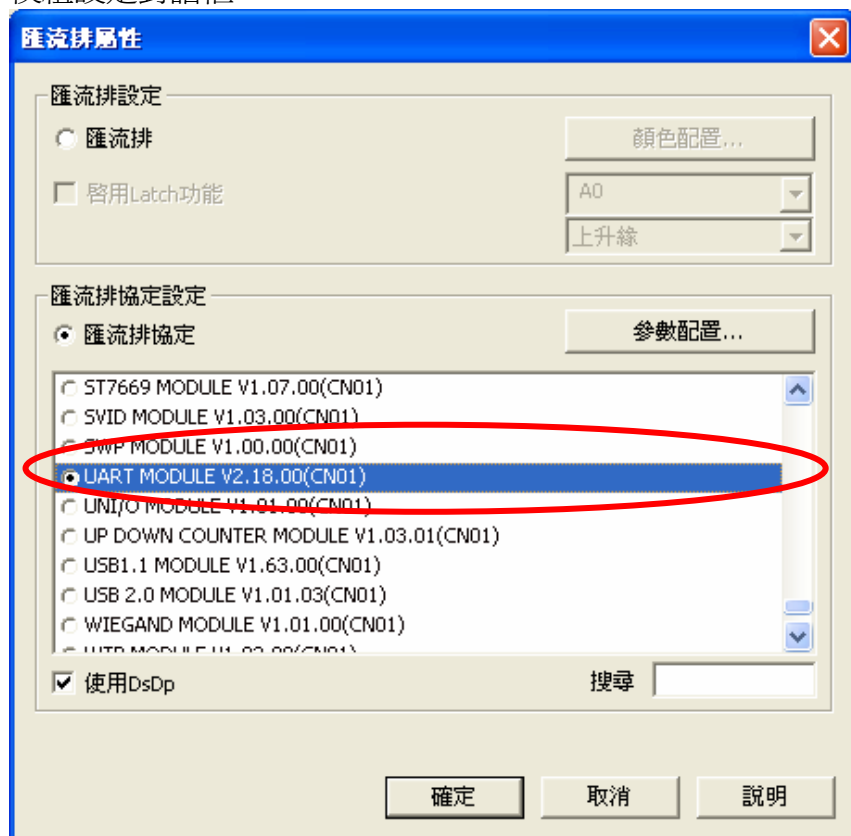 匯流排屬性
匯流排設定
匯流排
顏色配置...
啓用Latch功能
A0
上升緣
匯流排協定設定
匯流排協定
參數配置...
ST7669 MODULE V1.07.00(CN01)
SVID MODULE V1.03.00(CN01)
SWP MODULE V1.00.00(CN01)
UART MODULE V2.18.00(CN01)
UNI/O MODULE V1.01.00(CN01)
UP DOWN COUNTER MODULE V1.03.01(CN01)
USB1.1 MODULE V1.63.00(CN01)
USB 2.0 MODULE V1.01.03(CN01)
WIEGAND MODULE V1.01.00(CN01)
使用DsDp
搜尋
確定
取消
說明